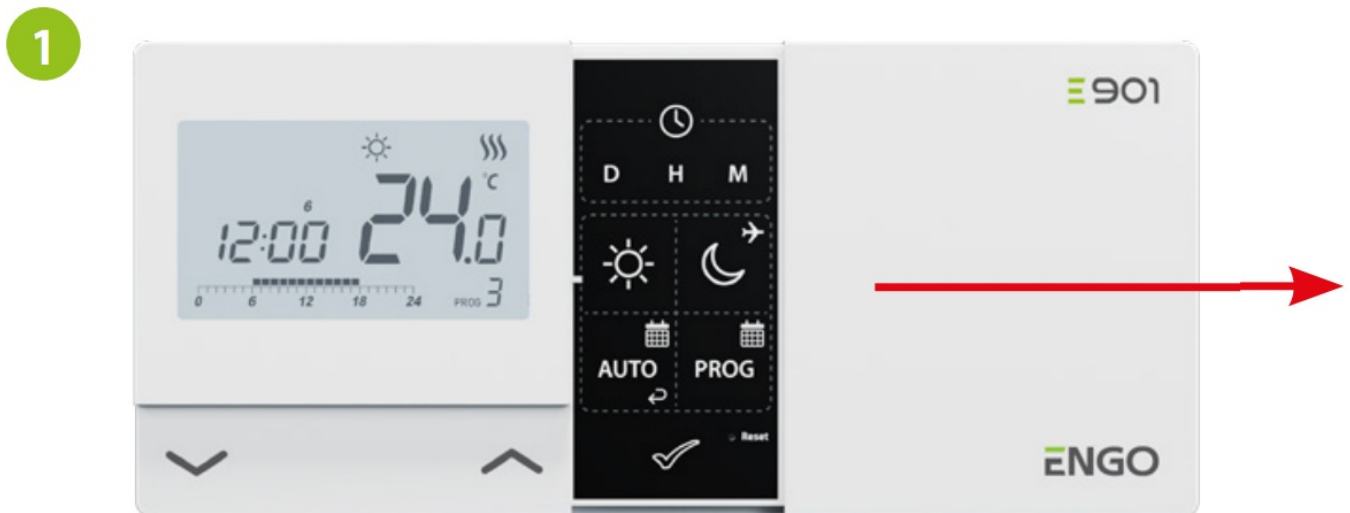 1
E901
D H M
°C
6
12:00 24.0
0 6 12 18 24 PROG 3
AUTO PROG
Reset
ENGO